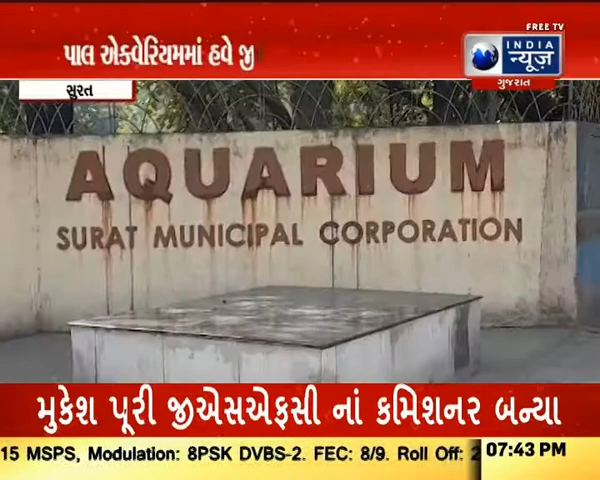 FREE TV
પાલ એક્વેરિયમમાં હવે જી
INDIA
न्यूज़
ગુજરાત
સુરત
AQUARIUM
SURAT MUNICIPAL CORPORATION
મુકેશ પૂરી જીએસએફસી નાં કમિશનર બન્યા
15 MSPS, Modulation: 8PSK DVBS-2. FEC: 8/9. Roll Off: 2
07:43 PM